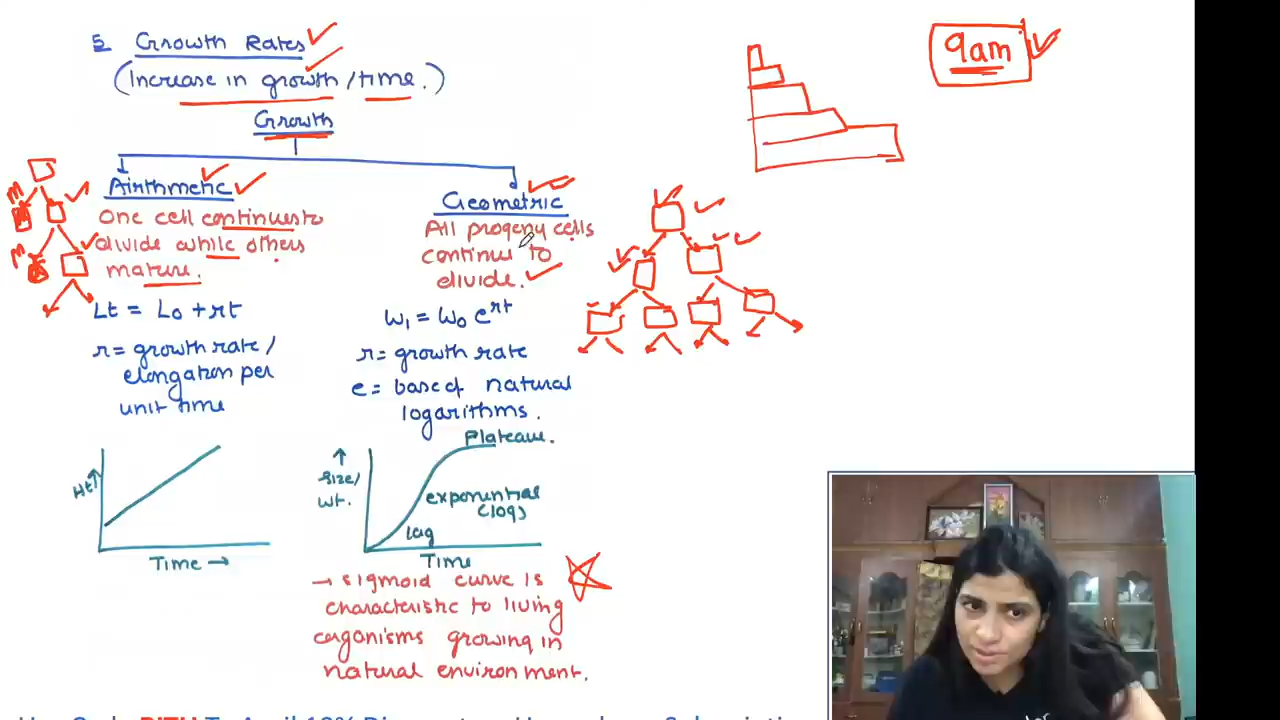 5. Growth Rates
(Increase in growth/time.)
9am
Growth
Airthmetic
One cell continues to
divide while others
mature.
Lt = L0 + rt
r = growth rate /
elongation per
unit time
Geometric
All progeny cells
continue to
divide.
W1 = W0 e^rt
r = growth rate
e = base of natural
logarithms.
M
M
Ht ↑
Time →
↑
Size/
Wt.
Plateau.
exponential
(log)
lag
Time
→ sigmoid curve is
characteristic to living
organisms growing in
natural environment.